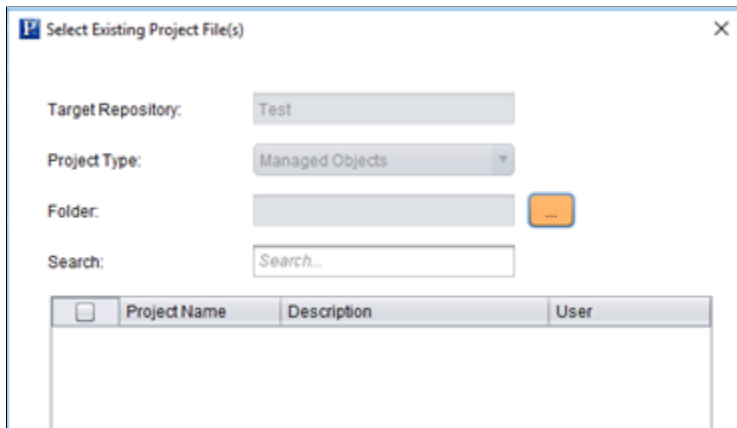 P Select Existing Project File(s)
Target Repository: Test
Project Type: Managed Objects
Folder: ...
Search: Search...
Project Name Description User